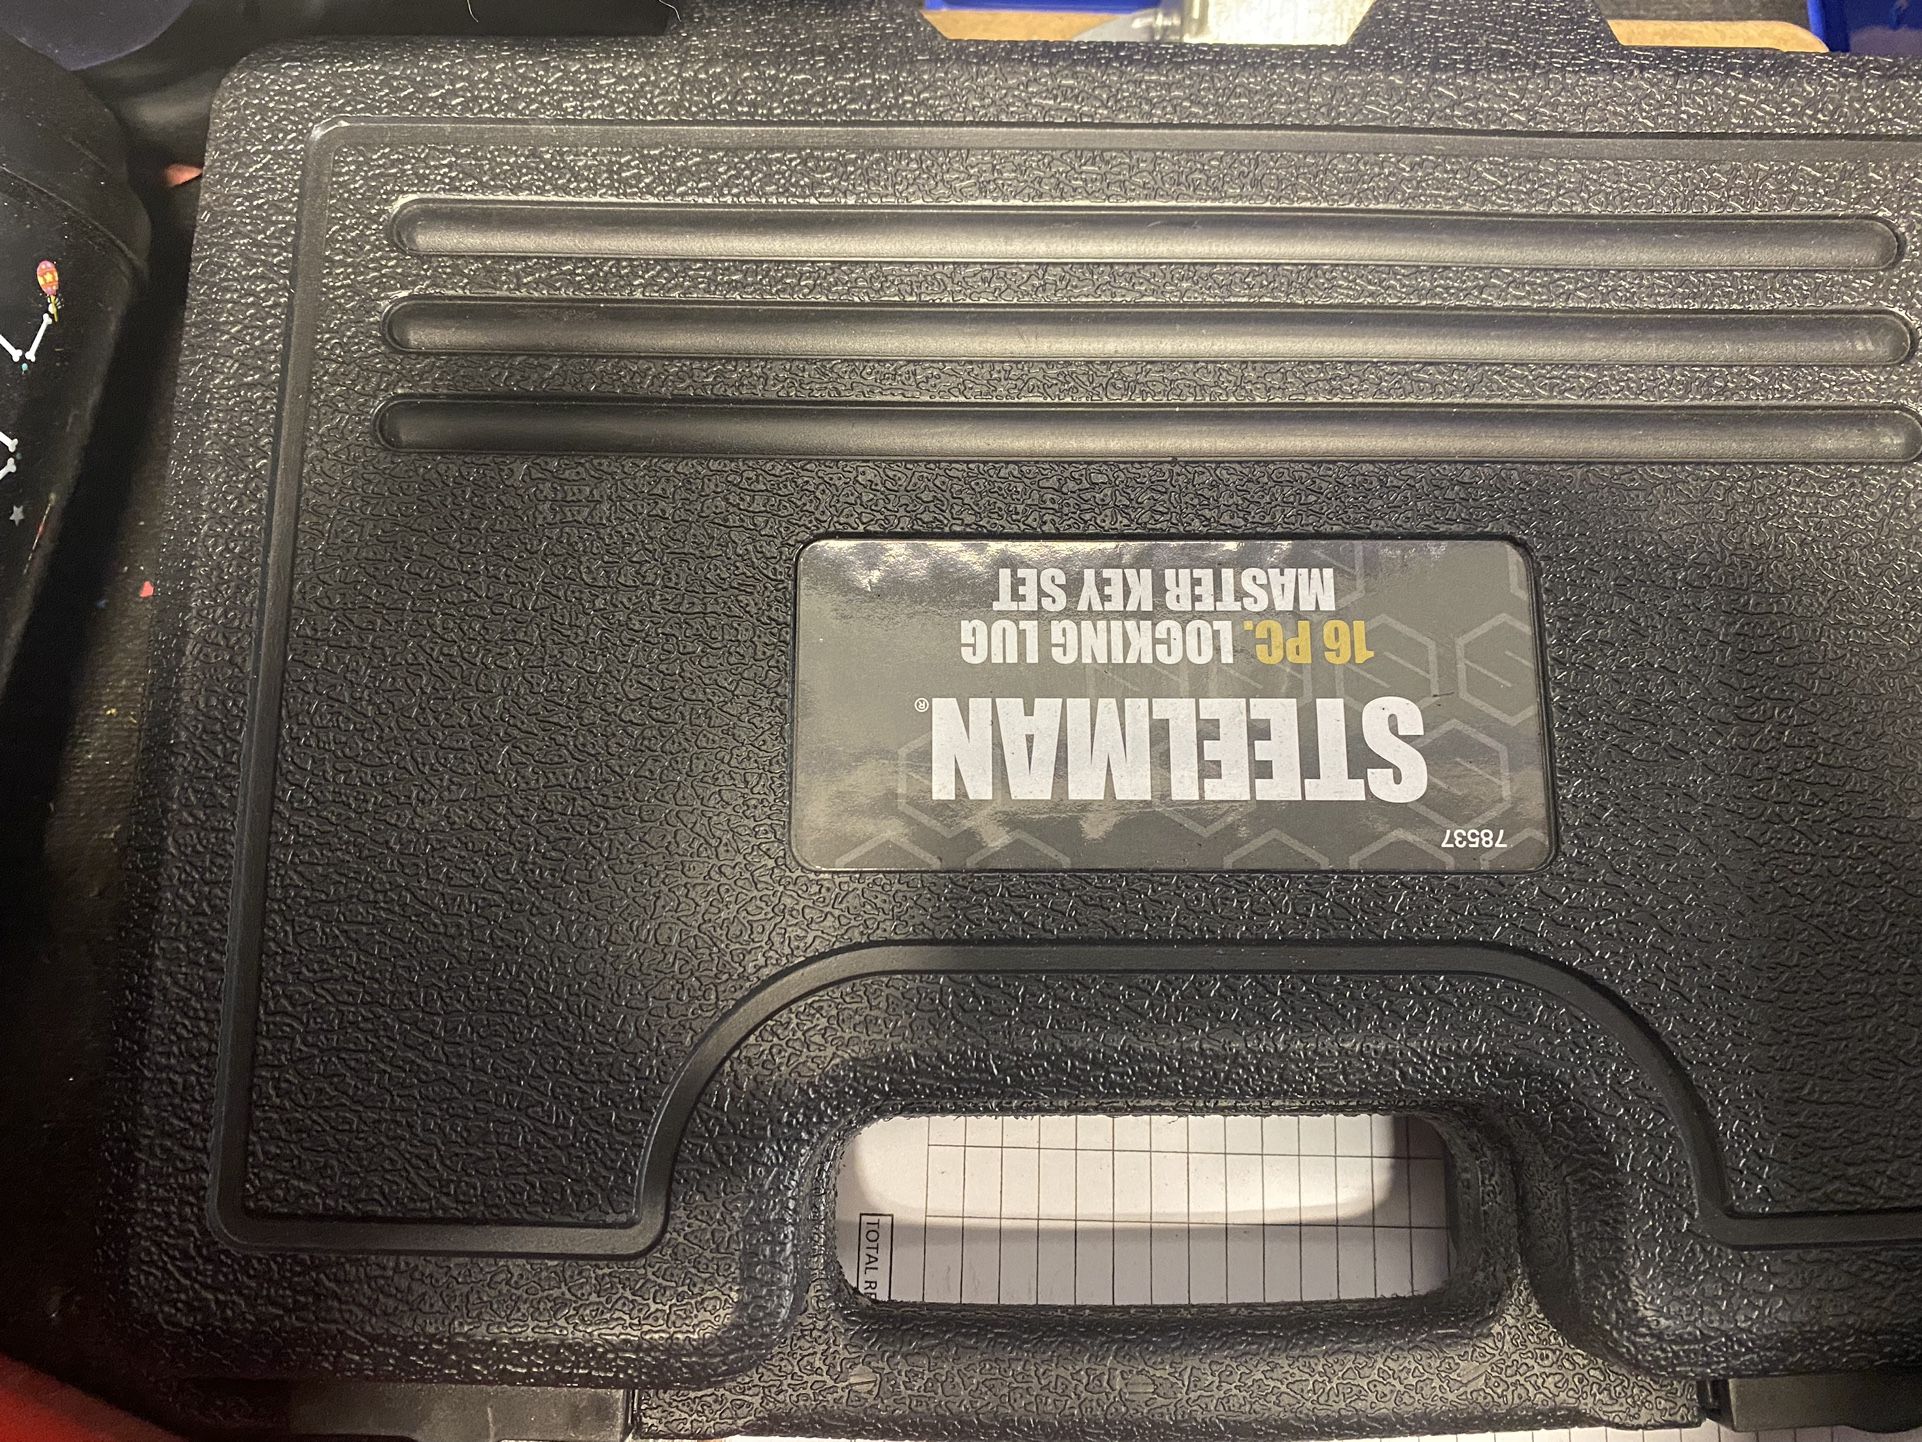 78537
STEELMAN®
16 PC. LOCKING LUG
MASTER KEY SET
TOTAL